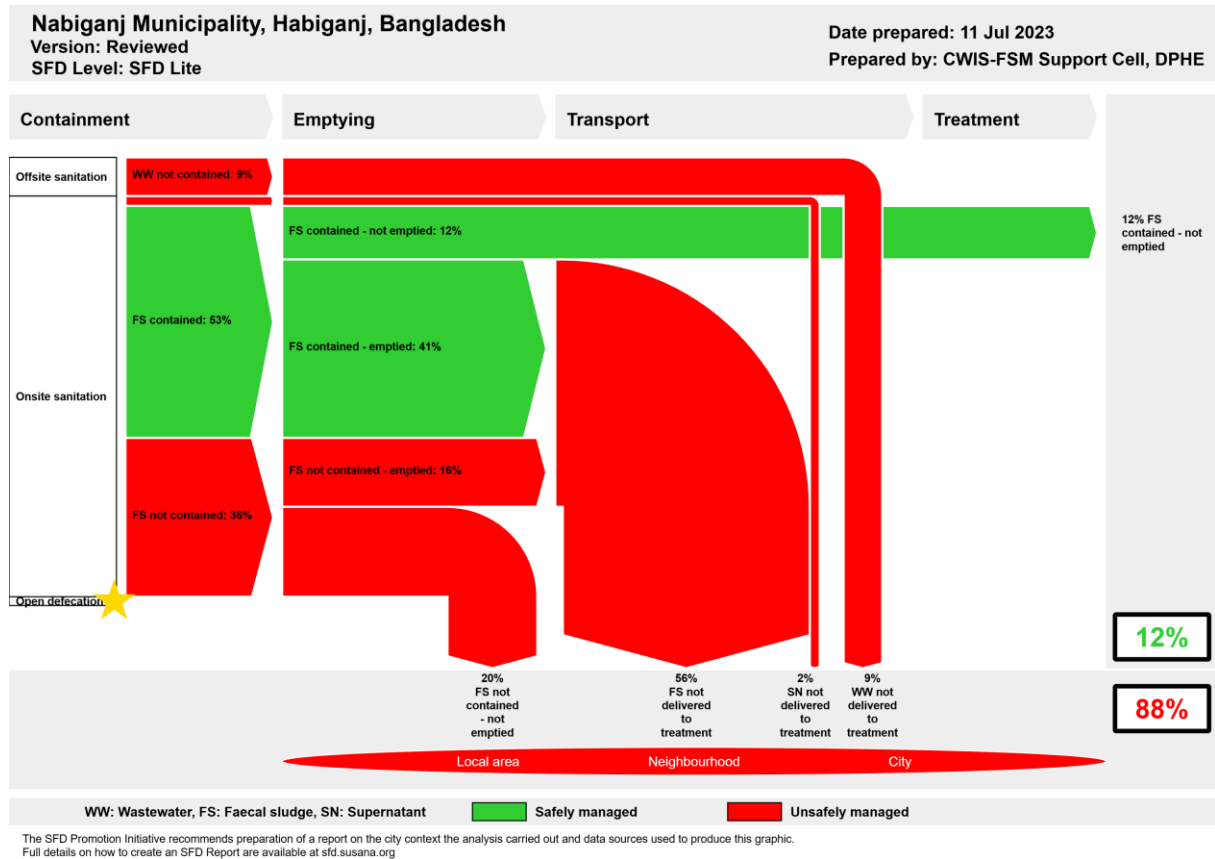 Nabiganj Municipality, Habiganj, Bangladesh
Version: Reviewed
SFD Level: SFD Lite
Date prepared: 11 Jul 2023
Prepared by: CWIS-FSM Support Cell, DPHE
Containment
Emptying
Transport
Treatment
Offsite sanitation
WW not contained: 9%
FS contained - not emptied: 12%
12% FS
contained - not
emptied
FS contained: 53%
FS contained - emptied: 41%
Onsite sanitation
FS not contained - emptied: 16%
FS not contained: 36%
Open defecation
12%
88%
20%
FS not
contained
- not
emptied
56%
FS not
delivered
to
treatment
2%
SN not
delivered
to
treatment
9%
WW not
delivered
to
treatment
Local area
Neighbourhood
City
WW: Wastewater, FS: Faecal sludge, SN: Supernatant
Safely managed
Unsafely managed
The SFD Promotion Initiative recommends preparation of a report on the city context the analysis carried out and data sources used to produce this graphic.
Full details on how to create an SFD Report are available at sfd.susana.org